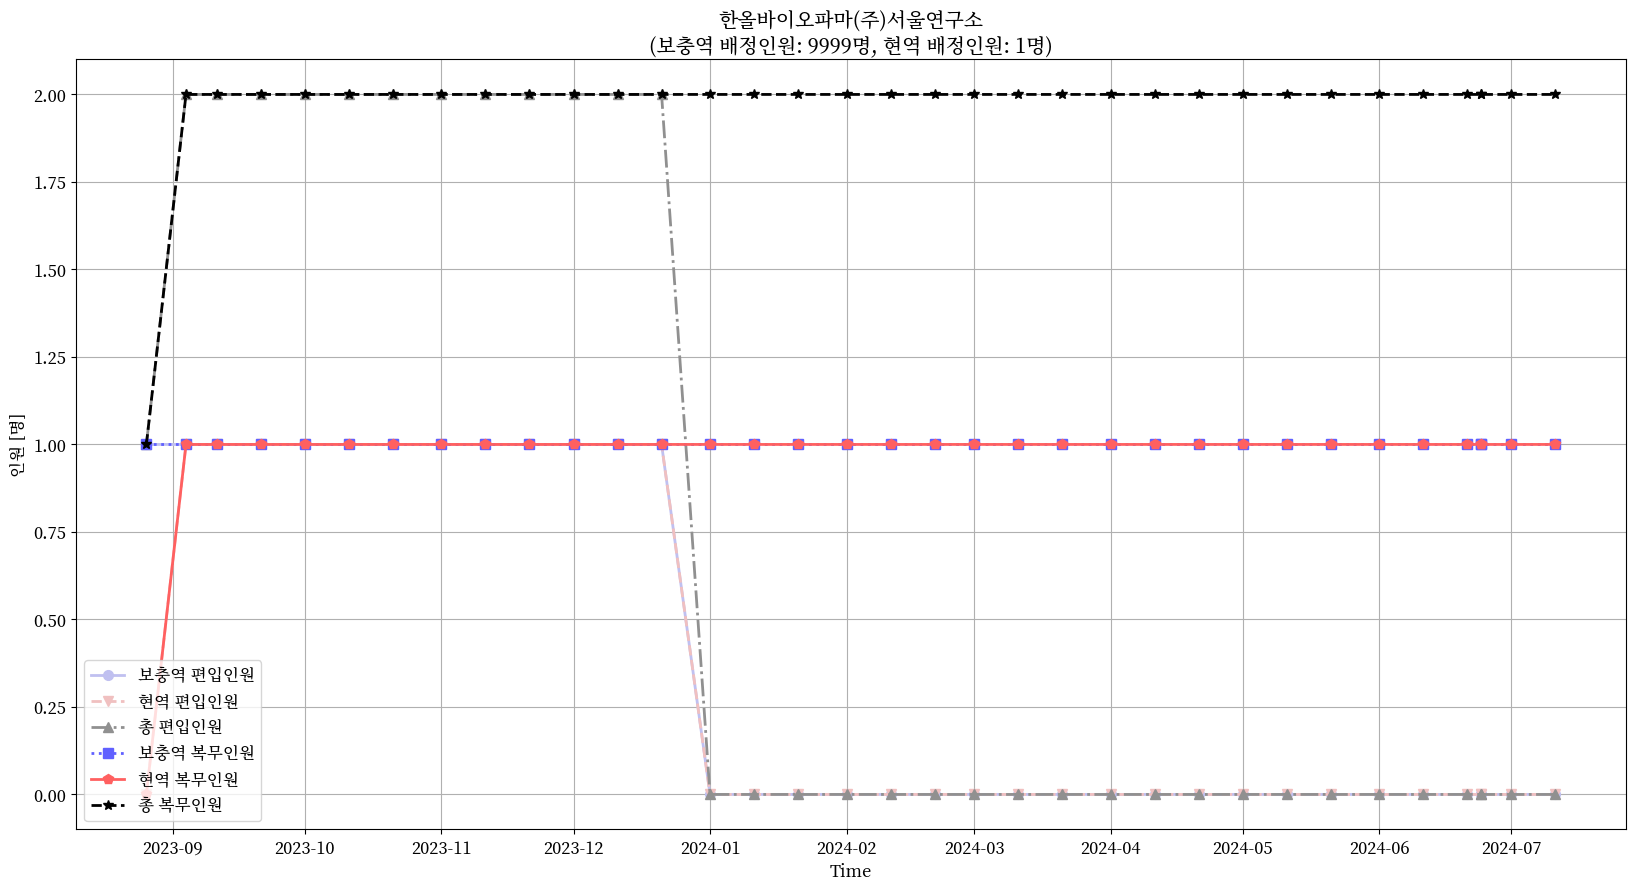 한올바이오파마(주)서울연구소
(보충역 배정인원: 9999명, 현역 배정인원: 1명)
인원 [명]
2.00
1.75
1.50
1.25
1.00
0.75
0.50
0.25
0.00
보충역 편입인원
현역 편입인원
총 편입인원
보충역 복무인원
현역 복무인원
총 복무인원
2023-09 2023-10 2023-11 2023-12 2024-01 2024-02 2024-03 2024-04 2024-05 2024-06 2024-07
Time